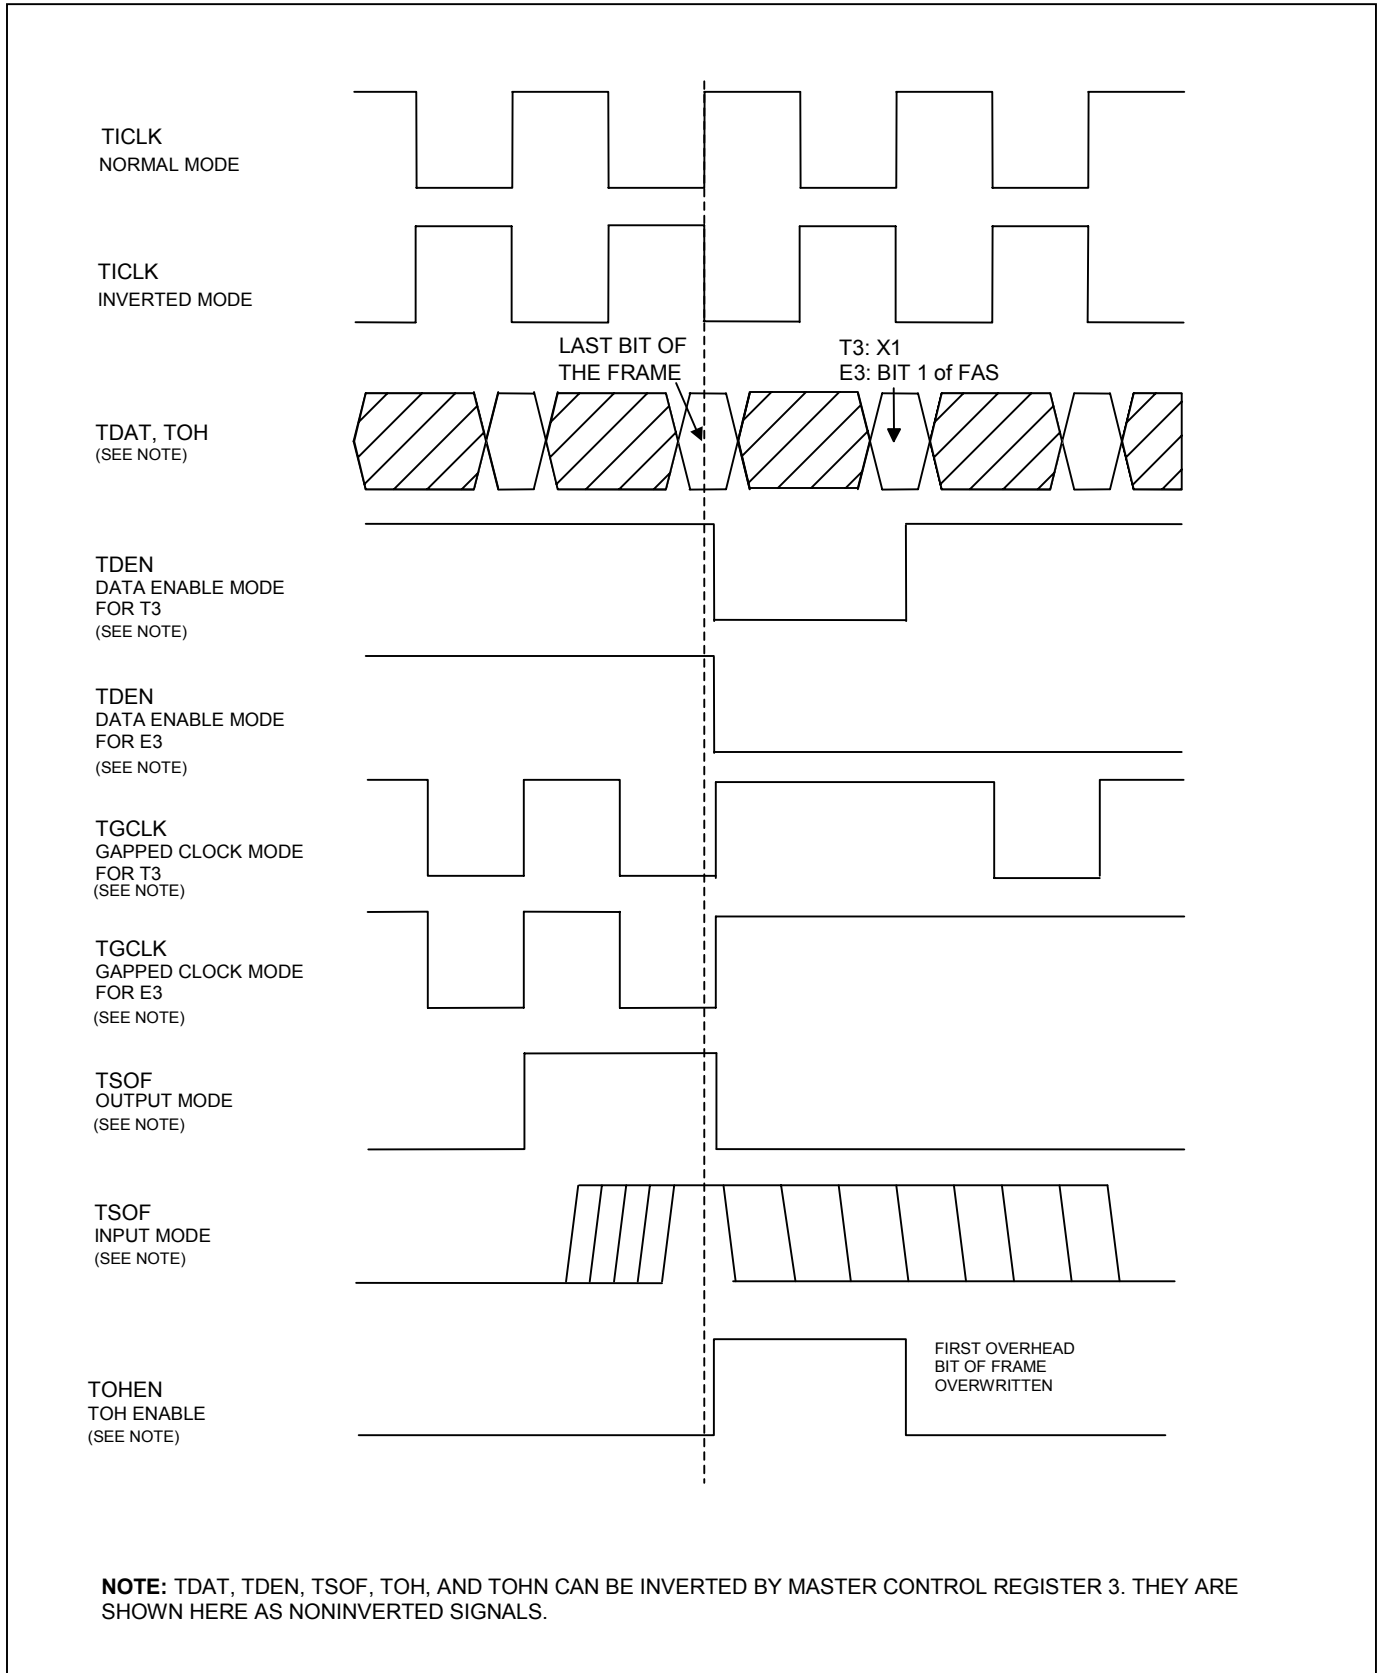 TICLK
NORMAL MODE
TICLK
INVERTED MODE
LAST BIT OF
THE FRAME
T3: X1
E3: BIT 1 of FAS
TDAT, TOH
(SEE NOTE)
TDEN
DATA ENABLE MODE
FOR T3
(SEE NOTE)
TDEN
DATA ENABLE MODE
FOR E3
(SEE NOTE)
TGCLK
GAPPED CLOCK MODE
FOR T3
(SEE NOTE)
TGCLK
GAPPED CLOCK MODE
FOR E3
(SEE NOTE)
TSOF
OUTPUT MODE
(SEE NOTE)
TSOF
INPUT MODE
(SEE NOTE)
FIRST OVERHEAD
BIT OF FRAME
OVERWRITTEN
TOHEN
TOH ENABLE
(SEE NOTE)
NOTE: TDAT, TDEN, TSOF, TOH, AND TOHN CAN BE INVERTED BY MASTER CONTROL REGISTER 3. THEY ARE
SHOWN HERE AS NONINVERTED SIGNALS.